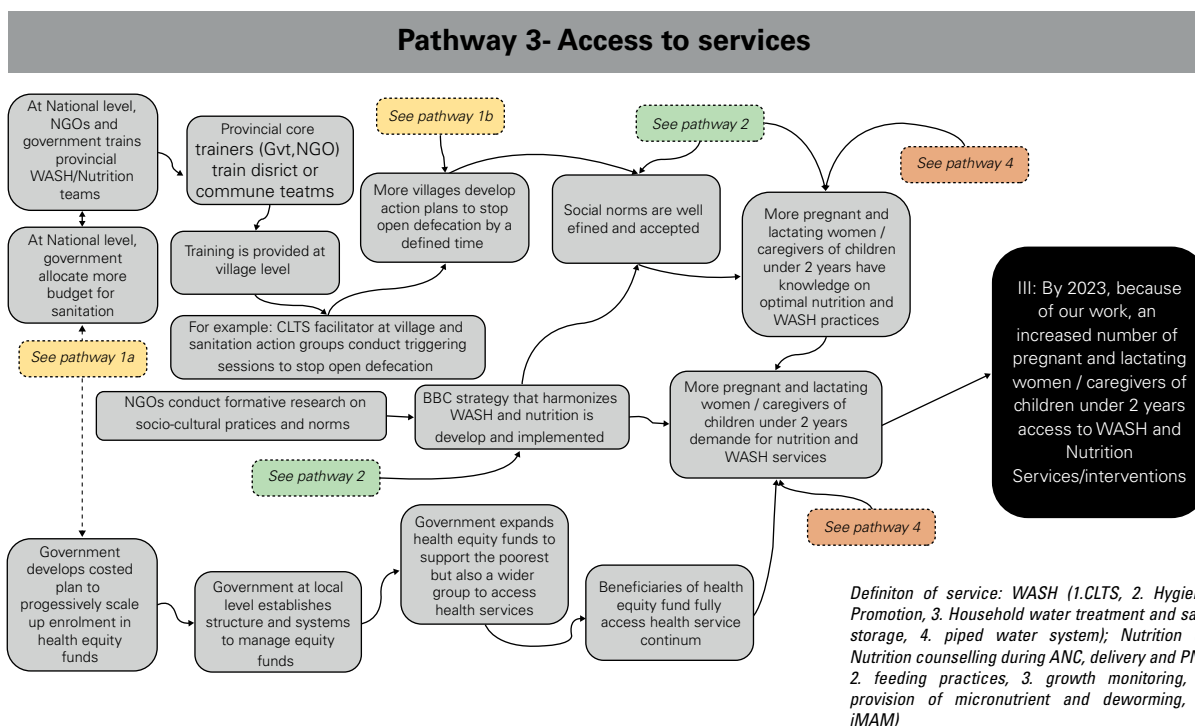 Pathway 3- Access to services
At National level,
NGOs and
government trains
provincial
WASH/Nutrition
teams
Provincial core
trainers (Gvt,NGO)
train disrict or
commune teatms
See pathway 1b
See pathway 2
See pathway 4
More villages develop
action plans to stop
open defecation by a
defined time
Social norms are well
efined and accepted
More pregnant and
lactating women /
caregivers of children
under 2 years have
knowledge on
optimal nutrition and
WASH practices
At National level,
government
allocate more
budget for
sanitation
Training is provided at
village level
III: By 2023, because
of our work, an
increased number of
pregnant and lactating
women / caregivers of
children under 2 years
access to WASH and
Nutrition
Services/interventions
For example: CLTS facilitator at village and
sanitation action groups conduct triggering
sessions to stop open defecation
See pathway 1a
NGOs conduct formative research on
socio-cultural pratices and norms
BBC strategy that harmonizes
WASH and nutrition is
develop and implemented
More pregnant and lactating
women / caregivers of
children under 2 years
demande for nutrition and
WASH services
See pathway 2
See pathway 4
Government
develops costed
plan to
progessively scale
up enrolment in
health equity
funds
Government at local
level establishes
structure and systems
to manage equity
funds
Government expands
health equity funds to
support the poorest
but also a wider
group to access
health services
Beneficiaries of health
equity fund fully
access health service
continum
Definiton of service: WASH (1.CLTS, 2. Hygie
Promotion, 3. Household water treatment and sa
storage, 4. piped water system); Nutrition
Nutrition counselling during ANC, delivery and PN
2. feeding practices, 3. growth monitoring,
provision of micronutrient and deworming,
iMAM)